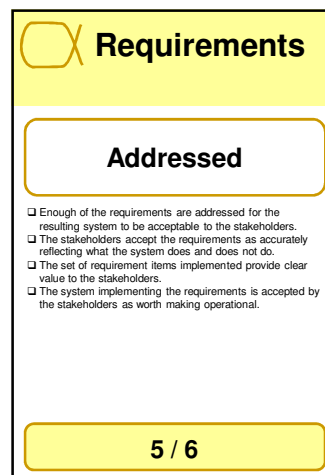 Requirements
Addressed
❑ Enough of the requirements are addressed for the
resulting system to be acceptable to the stakeholders.
❑ The stakeholders accept the requirements as accurately
reflecting what the system does and does not do.
❑ The set of requirement items implemented provide clear
value to the stakeholders.
❑ The system implementing the requirements is accepted by
the stakeholders as worth making operational.
5 / 6